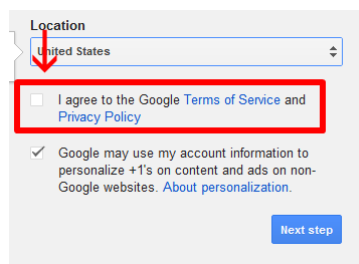 Location
United States
I agree to the Google Terms of Service and
Privacy Policy
Google may use my account information to
personalize +1's on content and ads on non-
Google websites. About personalization.
Next step